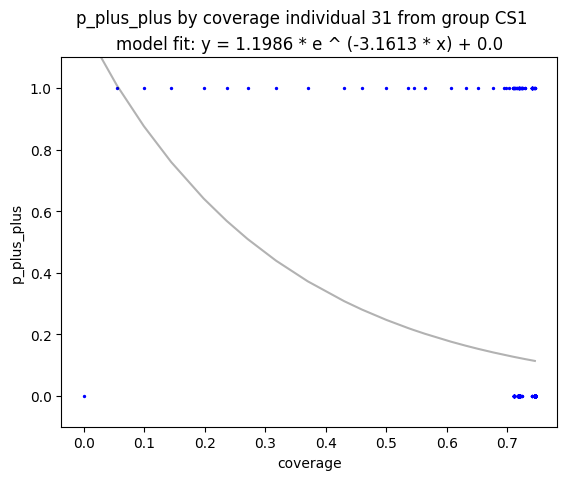 p_plus_plus by coverage individual 31 from group CS1
model fit: y = 1.1986 * e ^ (-3.1613 * x) + 0.0
1.0
0.8
0.6
0.4
0.2
0.0
p_plus_plus
0.0 0.1 0.2 0.3 0.4 0.5 0.6 0.7
coverage